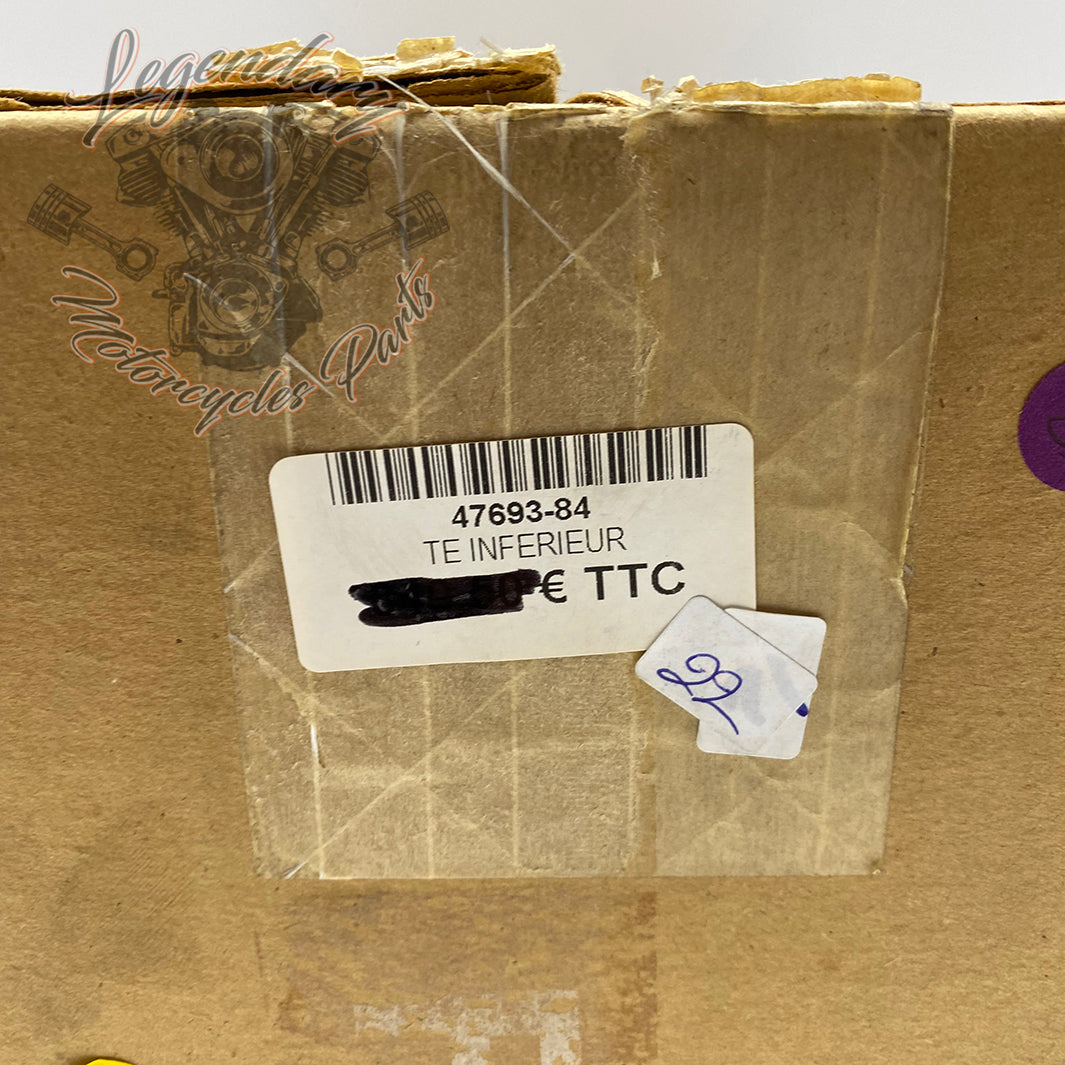 Legendary
Motorcycles Parts
47693-84
TE INFERIEUR
€ TTC
22